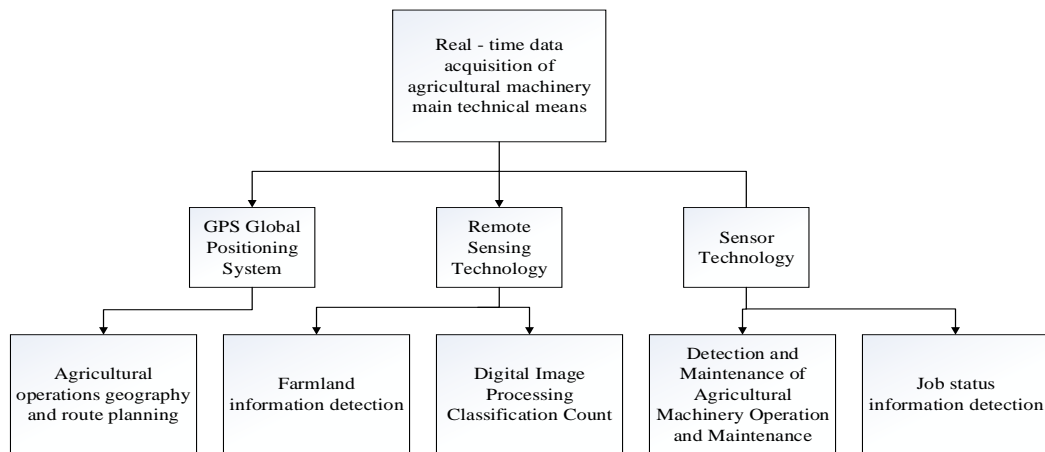 Real - time data
acquisition of
agricultural machinery
main technical means
GPS Global
Positioning
System
Remote
Sensing
Technology
Sensor
Technology
Agricultural
operations geography
and route planning
Farmland
information detection
Digital Image
Processing
Classification Count
Detection and
Maintenance of
Agricultural
Machinery Operation
and Maintenance
Job status
information detection